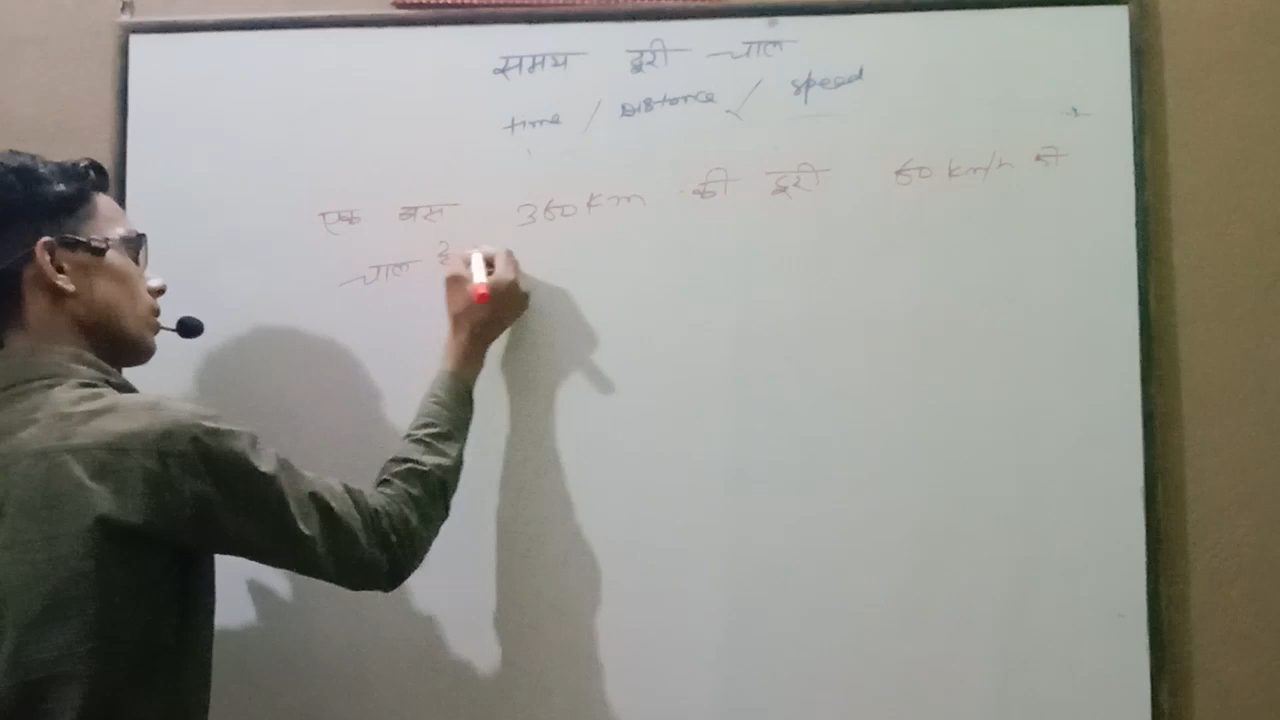 समय दूरी चाल
time / Distance / speed
एक बस 360 km की दूरी 60 km/h की
चाल से